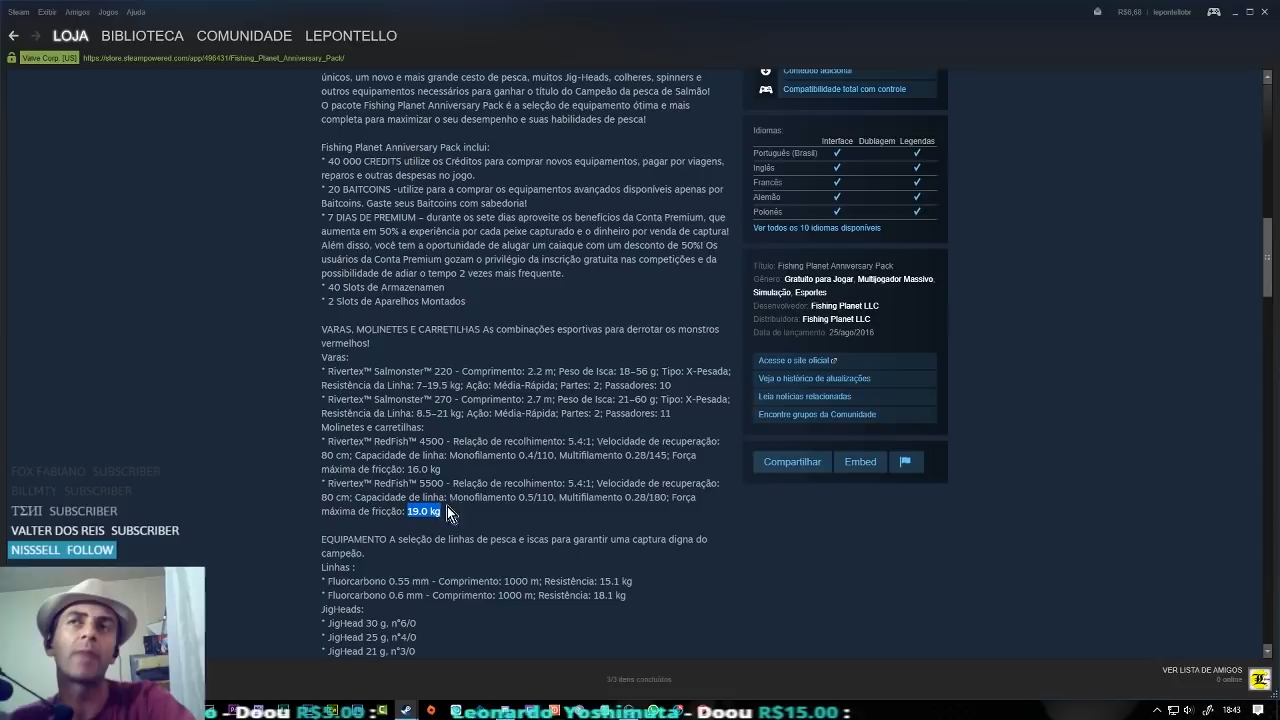 Steam Exibir Amigos Jogos Ajuda
R$6,68 lepontellobr
LOJA BIBLIOTECA COMUNIDADE LEPONTELLO
Valve Corp. [US] https://store.steampowered.com/app/496431/Fishing_Planet_Anniversary_Pack/
únicos, um novo e mais grande cesto de pesca, muitos Jig-Heads, colheres, spinners e
outros equipamentos necessários para ganhar o título do Campeão da pesca de Salmão!
O pacote Fishing Planet Anniversary Pack é a seleção de equipamento ótima e mais
completa para maximizar o seu desempenho e suas habilidades de pesca!
Fishing Planet Anniversary Pack inclui:
* 40 000 CREDITS utilize os Créditos para comprar novos equipamentos, pagar por viagens,
reparos e outras despesas no jogo.
* 20 BAITCOINS -utilize para a comprar os equipamentos avançados disponíveis apenas por
Baitcoins. Gaste seus Baitcoins com sabedoria!
* 7 DIAS DE PREMIUM – durante os sete dias aproveite os benefícios da Conta Premium, que
aumenta em 50% a experiência por cada peixe capturado e o dinheiro por venda de captura!
Além disso, você tem a oportunidade de alugar um caiaque com um desconto de 50%! Os
usuários da Conta Premium gozam o privilégio da inscrição gratuita nas competições e da
possibilidade de adiar o tempo 2 vezes mais frequente.
* 40 Slots de Armazenamen
* 2 Slots de Aparelhos Montados
VARAS, MOLINETES E CARRETILHAS As combinações esportivas para derrotar os monstros
vermelhos!
Varas:
* Rivertex™ Salmonster™ 220 - Comprimento: 2.2 m; Peso de Isca: 18–56 g; Tipo: X-Pesada;
Resistência da Linha: 7–19.5 kg; Ação: Média-Rápida; Partes: 2; Passadores: 10
* Rivertex™ Salmonster™ 270 - Comprimento: 2.7 m; Peso de Isca: 21–60 g; Tipo: X-Pesada;
Resistência da Linha: 8.5–21 kg; Ação: Média-Rápida; Partes: 2; Passadores: 11
Molinetes e carretilhas:
* Rivertex™ RedFish™ 4500 - Relação de recolhimento: 5.4:1; Velocidade de recuperação:
80 cm; Capacidade de linha: Monofilamento 0.4/110, Multifilamento 0.28/145; Força
máxima de fricção: 16.0 kg
* Rivertex™ RedFish™ 5500 - Relação de recolhimento: 5.4:1; Velocidade de recuperação:
80 cm; Capacidade de linha: Monofilamento 0.5/110, Multifilamento 0.28/180; Força
máxima de fricção: 19.0 kg
EQUIPAMENTO A seleção de linhas de pesca e iscas para garantir uma captura digna do
campeão.
Linhas :
* Fluorcarbono 0.55 mm - Comprimento: 1000 m; Resistência: 15.1 kg
* Fluorcarbono 0.6 mm - Comprimento: 1000 m; Resistência: 18.1 kg
JigHeads:
* JigHead 30 g, n°6/0
* JigHead 25 g, n°4/0
* JigHead 21 g, n°3/0
Conteúdo adicional
Compatibilidade total com controle
Idiomas:
Interface Dublagem Legendas
Português (Brasil) ✓ ✓
Inglês ✓ ✓
Francês ✓ ✓
Alemão ✓ ✓
Polonês ✓ ✓
Ver todos os 10 idiomas disponíveis
Título: Fishing Planet Anniversary Pack
Gênero: Gratuito para Jogar, Multijogador Massivo,
Simulação, Esportes
Desenvolvedor: Fishing Planet LLC
Distribuidora: Fishing Planet LLC
Data de lançamento: 25/ago/2016
Acesse o site oficial
Veja o histórico de atualizações
Leia notícias relacionadas
Encontre grupos da Comunidade
Compartilhar Embed
FOX FABIANO SUBSCRIBER
BILLMTY SUBSCRIBER
SUBSCRIBER
VALTER DOS REIS SUBSCRIBER
NISSSELL FOLLOW
3/3 itens concluídos
VER LISTA DE AMIGOS
0 online
Doou Leonardo Yoshimuta - Doou R$15.00 :
18:43